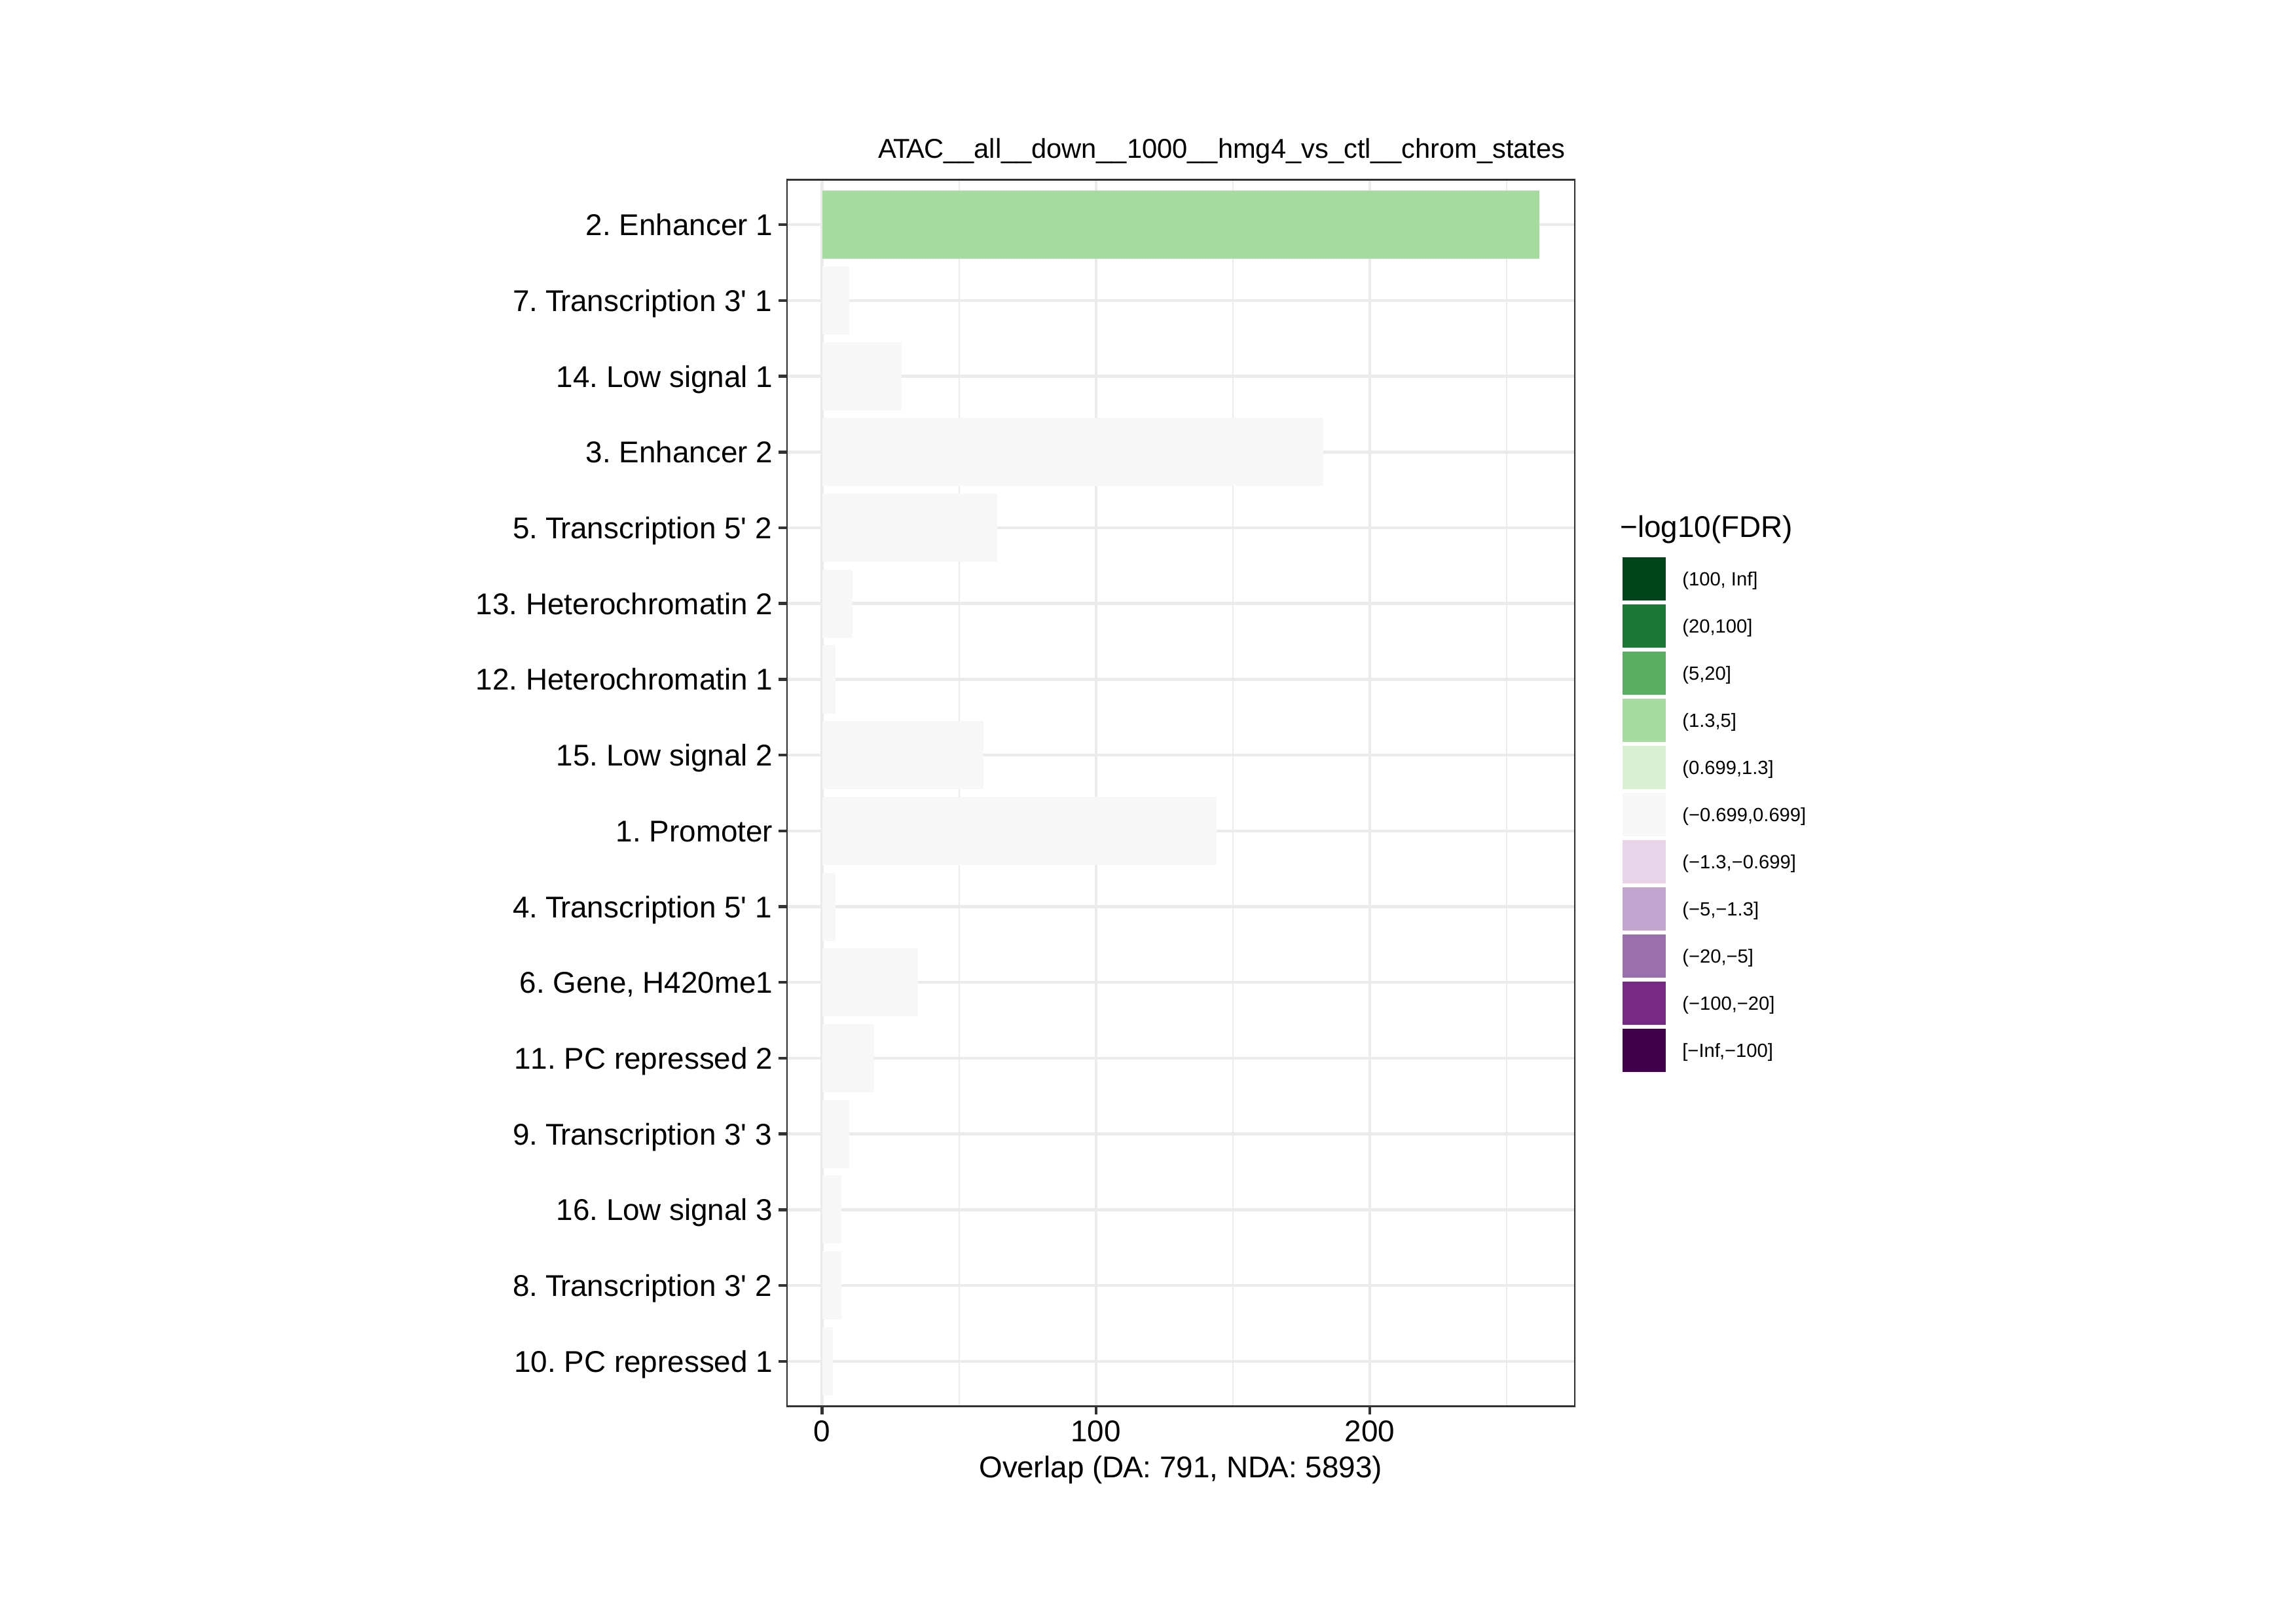 ATAC__all__down__1000__hmg4_vs_ctl__chrom_states
2. Enhancer 1
7. Transcription 3' 1
14. Low signal 1
3. Enhancer 2
5. Transcription 5' 2
13. Heterochromatin 2
12. Heterochromatin 1
15. Low signal 2
1. Promoter
4. Transcription 5' 1
6. Gene, H420me1
11. PC repressed 2
9. Transcription 3' 3
16. Low signal 3
8. Transcription 3' 2
10. PC repressed 1
0 100 200
Overlap (DA: 791, NDA: 5893)
−log10(FDR)
(100, Inf]
(20,100]
(5,20]
(1.3,5]
(0.699,1.3]
(−0.699,0.699]
(−1.3,−0.699]
(−5,−1.3]
(−20,−5]
(−100,−20]
[−Inf,−100]